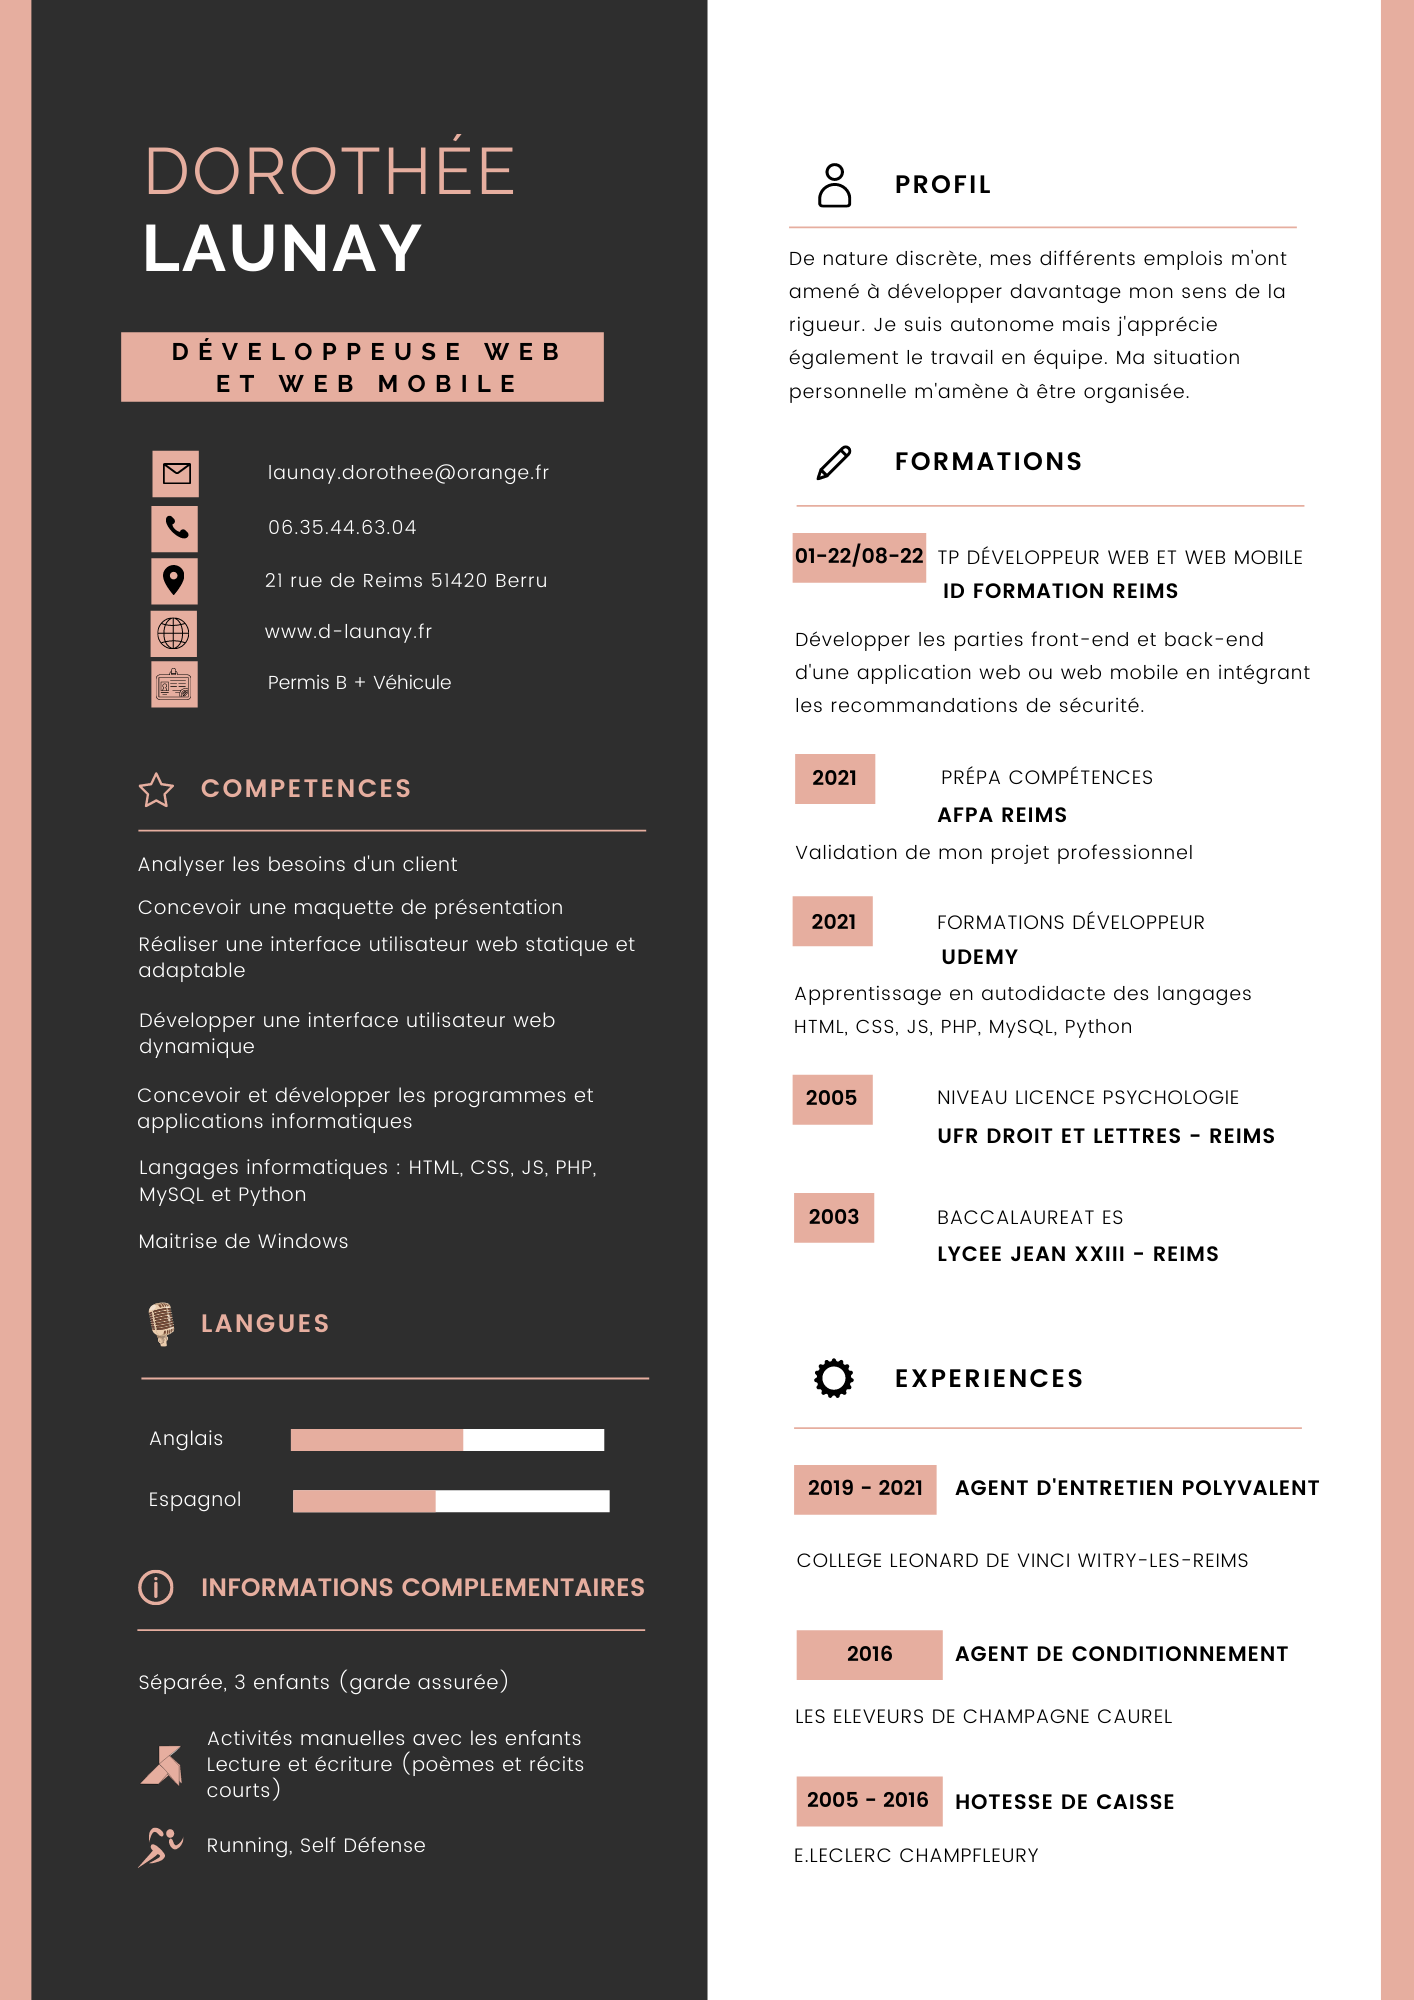 DOROTHÉE
LAUNAY
DÉVELOPPEUSE WEB
ET WEB MOBILE
launay.dorothee@orange.fr
06.35.44.63.04
21 rue de Reims 51420 Berru
www.d-launay.fr
Permis B + Véhicule
COMPETENCES
Analyser les besoins d'un client
Concevoir une maquette de présentation
Réaliser une interface utilisateur web statique et
adaptable
Développer une interface utilisateur web
dynamique
Concevoir et développer les programmes et
applications informatiques
Langages informatiques : HTML, CSS, JS, PHP,
MySQL et Python
Maitrise de Windows
LANGUES
Anglais
Espagnol
INFORMATIONS COMPLEMENTAIRES
Séparée, 3 enfants (garde assurée)
Activités manuelles avec les enfants
Lecture et écriture (poèmes et récits
courts)
Running, Self Défense
PROFIL
De nature discrète, mes différents emplois m'ont
amené à développer davantage mon sens de la
rigueur. Je suis autonome mais j'apprécie
également le travail en équipe. Ma situation
personnelle m'amène à être organisée.
FORMATIONS
01-22/08-22 TP DÉVELOPPEUR WEB ET WEB MOBILE
ID FORMATION REIMS
Développer les parties front-end et back-end
d'une application web ou web mobile en intégrant
les recommandations de sécurité.
2021 PRÉPA COMPÉTENCES
AFPA REIMS
Validation de mon projet professionnel
2021 FORMATIONS DÉVELOPPEUR
UDEMY
Apprentissage en autodidacte des langages
HTML, CSS, JS, PHP, MySQL, Python
2005 NIVEAU LICENCE PSYCHOLOGIE
UFR DROIT ET LETTRES - REIMS
2003 BACCALAUREAT ES
LYCEE JEAN XXIII - REIMS
EXPERIENCES
2019 - 2021 AGENT D'ENTRETIEN POLYVALENT
COLLEGE LEONARD DE VINCI WITRY-LES-REIMS
2016 AGENT DE CONDITIONNEMENT
LES ELEVEURS DE CHAMPAGNE CAUREL
2005 - 2016 HOTESSE DE CAISSE
E.LECLERC CHAMPFLEURY